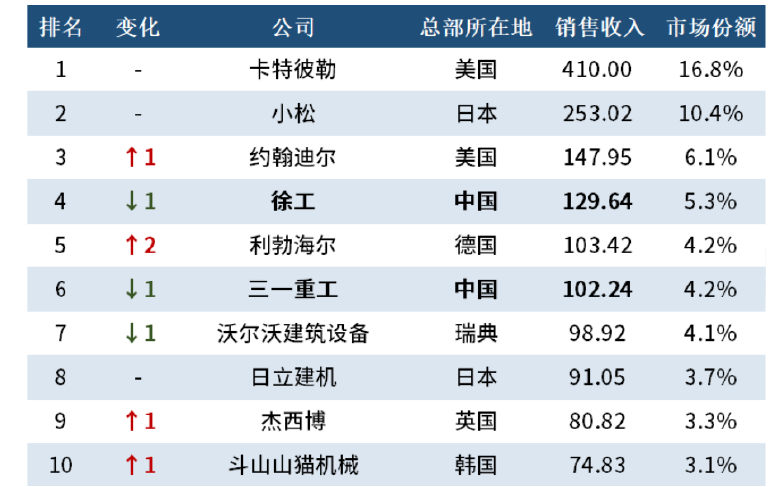 排名 变化 公司 总部所在地 销售收入 市场份额
1 - 卡特彼勒 美国 410.00 16.8%
2 - 小松 日本 253.02 10.4%
3 ↑1 约翰迪尔 美国 147.95 6.1%
4 ↓1 徐工 中国 129.64 5.3%
5 ↑2 利勃海尔 德国 103.42 4.2%
6 ↓1 三一重工 中国 102.24 4.2%
7 ↓1 沃尔沃建筑设备 瑞典 98.92 4.1%
8 - 日立建机 日本 91.05 3.7%
9 ↑1 杰西博 英国 80.82 3.3%
10 ↑1 斗山山猫机械 韩国 74.83 3.1%